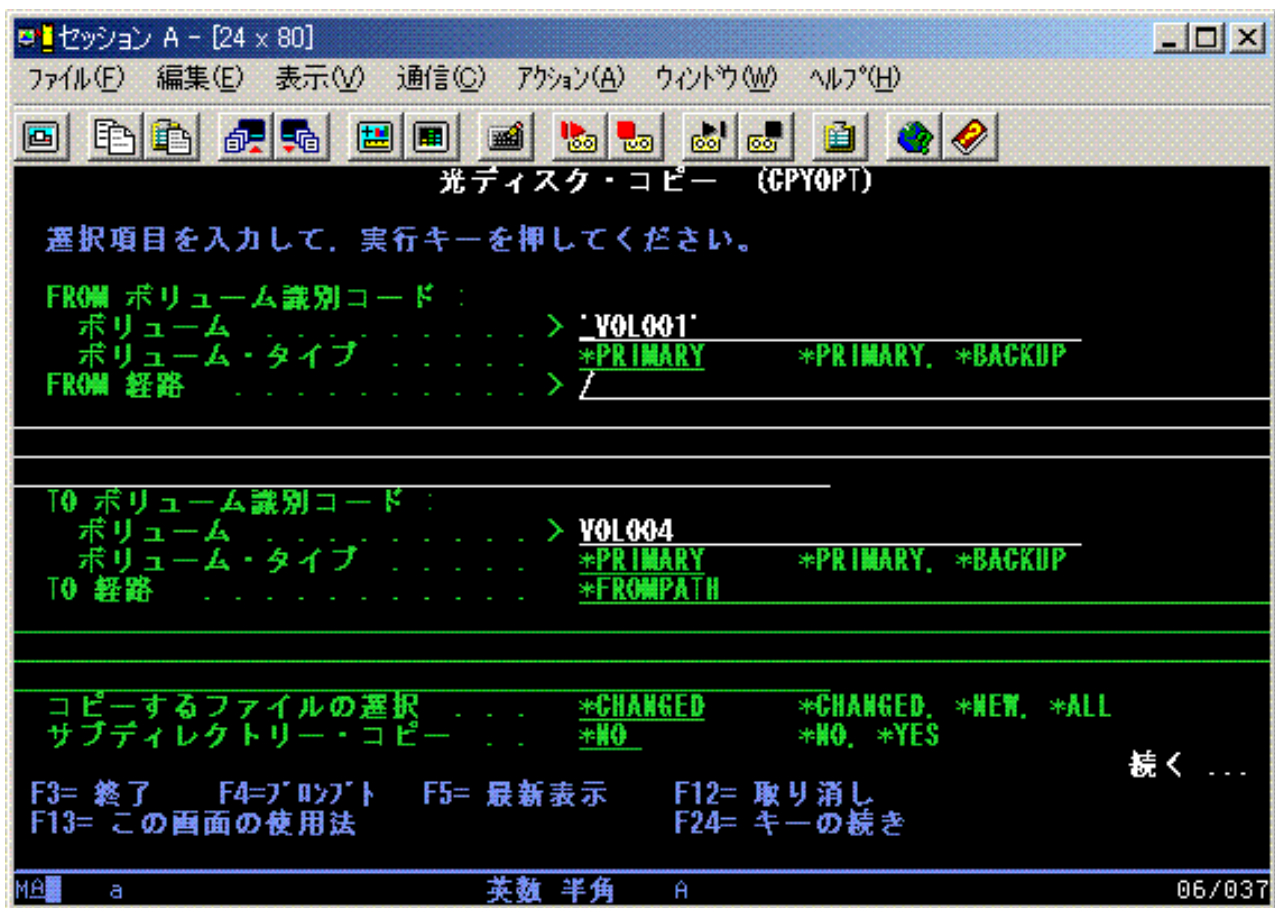 セッション A - [24 x 80]
ファイル(F) 編集(E) 表示(V) 通信(C) アクション(A) ウィンドウ(W) ヘルプ(H)
光ディスク・コピー (CPYOPT)
選択項目を入力して，実行キーを押してください。
FROM ボリューム識別コード :
ボリューム . . . . . . . . . . > 'VOL001'
ボリューム・タイプ . . . . . *PRIMARY *PRIMARY, *BACKUP
FROM 経路 . . . . . . . . . . > /
TO ボリューム識別コード :
ボリューム . . . . . . . . . . > VOL004
ボリューム・タイプ . . . . . *PRIMARY *PRIMARY, *BACKUP
TO 経路 . . . . . . . . . . . *FROMPATH
コピーするファイルの選択 . . . *CHANGED *CHANGED, *NEW, *ALL
サブディレクトリー・コピー . . *NO *NO, *YES
続く ...
F3= 終了 F4=プロンプト F5= 最新表示 F12= 取り消し
F13= この画面の使用法 F24= キーの続き
MA a 英数 半角 A 06/037